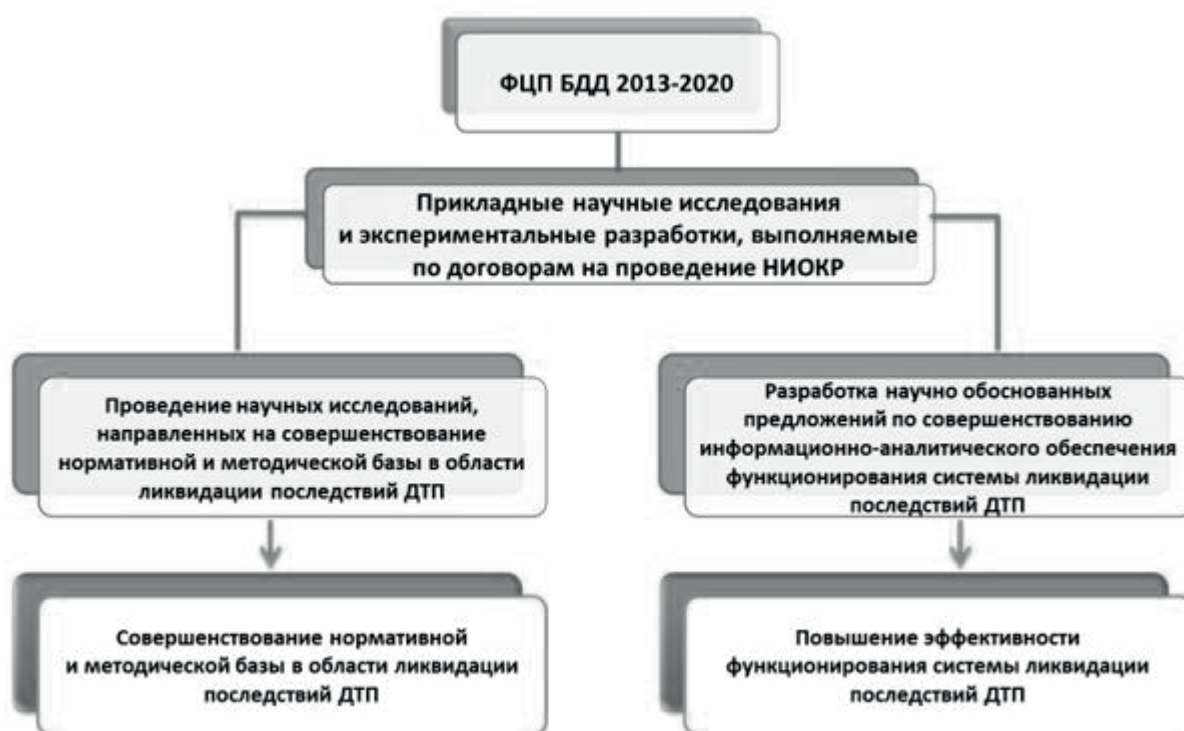 ФЦП БДД 2013-2020
Прикладные научные исследования
и экспериментальные разработки, выполняемые
по договорам на проведение НИОКР
Проведение научных исследований,
направленных на совершенствование
нормативной и методической базы в области
ликвидации последствий ДТП
Разработка научно обоснованных
предложений по совершенствованию
информационно-аналитического обеспечения
функционирования системы ликвидации
последствий ДТП
Совершенствование нормативной
и методической базы в области ликвидации
последствий ДТП
Повышение эффективности
функционирования системы ликвидации
последствий ДТП